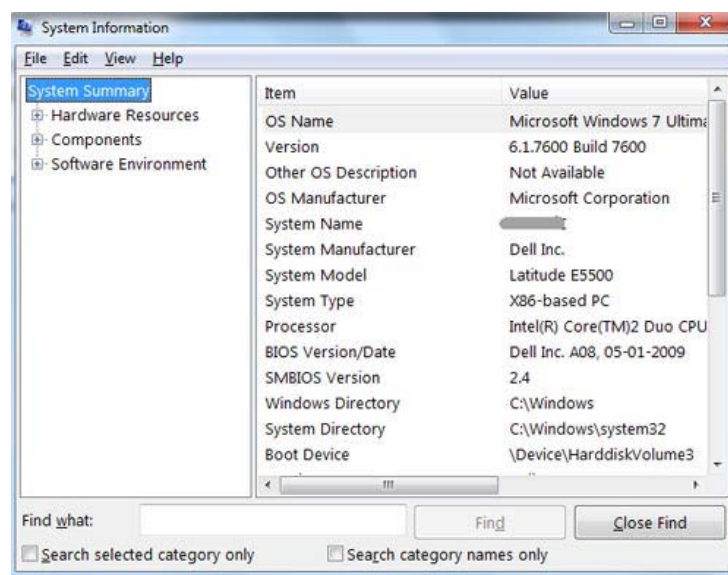 System Information
File Edit View Help
System Summary
Hardware Resources
Components
Software Environment
Item Value
OS Name Microsoft Windows 7 Ultima
Version 6.1.7600 Build 7600
Other OS Description Not Available
OS Manufacturer Microsoft Corporation
System Name
System Manufacturer Dell Inc.
System Model Latitude E5500
System Type X86-based PC
Processor Intel(R) Core(TM)2 Duo CPU
BIOS Version/Date Dell Inc. A08, 05-01-2009
SMBIOS Version 2.4
Windows Directory C:\Windows
System Directory C:\Windows\system32
Boot Device \Device\HarddiskVolume3
Find what: Find Close Find
Search selected category only Search category names only